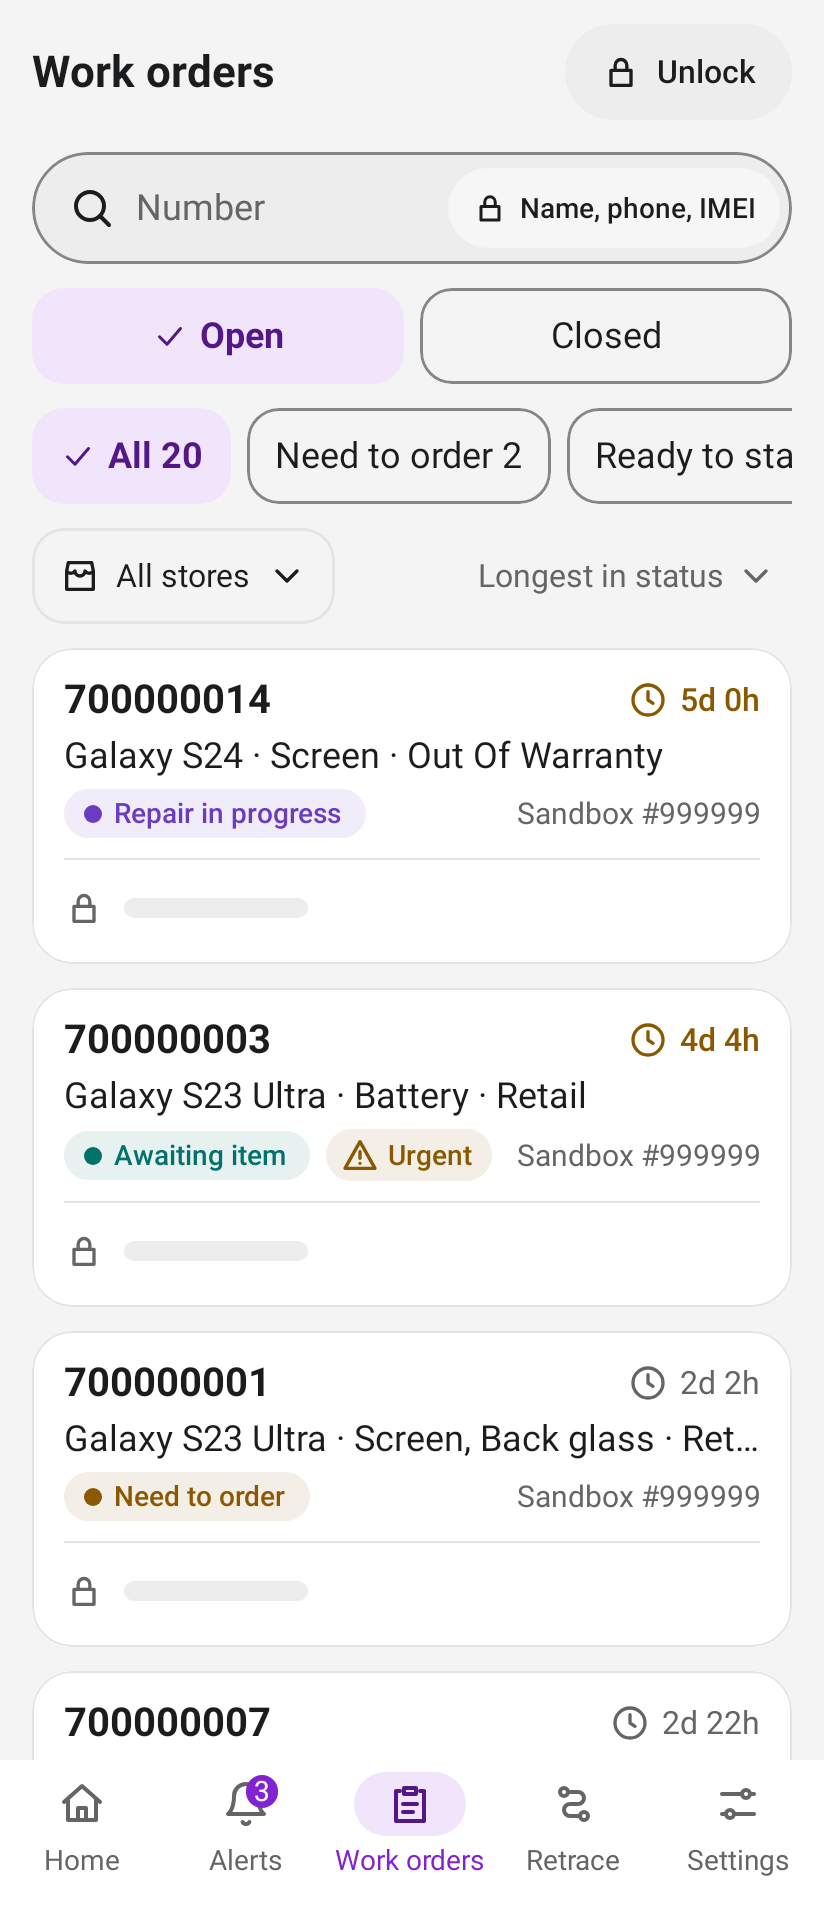 Work orders
Unlock
Number
Name, phone, IMEI
Open
Closed
All 20
Need to order 2
Ready to sta
All stores
Longest in status
700000014
5d 0h
Galaxy S24 · Screen · Out Of Warranty
Repair in progress
Sandbox #999999
700000003
4d 4h
Galaxy S23 Ultra · Battery · Retail
Awaiting item
Urgent
Sandbox #999999
700000001
2d 2h
Galaxy S23 Ultra · Screen, Back glass · Ret...
Need to order
Sandbox #999999
700000007
2d 22h
3
Home
Alerts
Work orders
Retrace
Settings